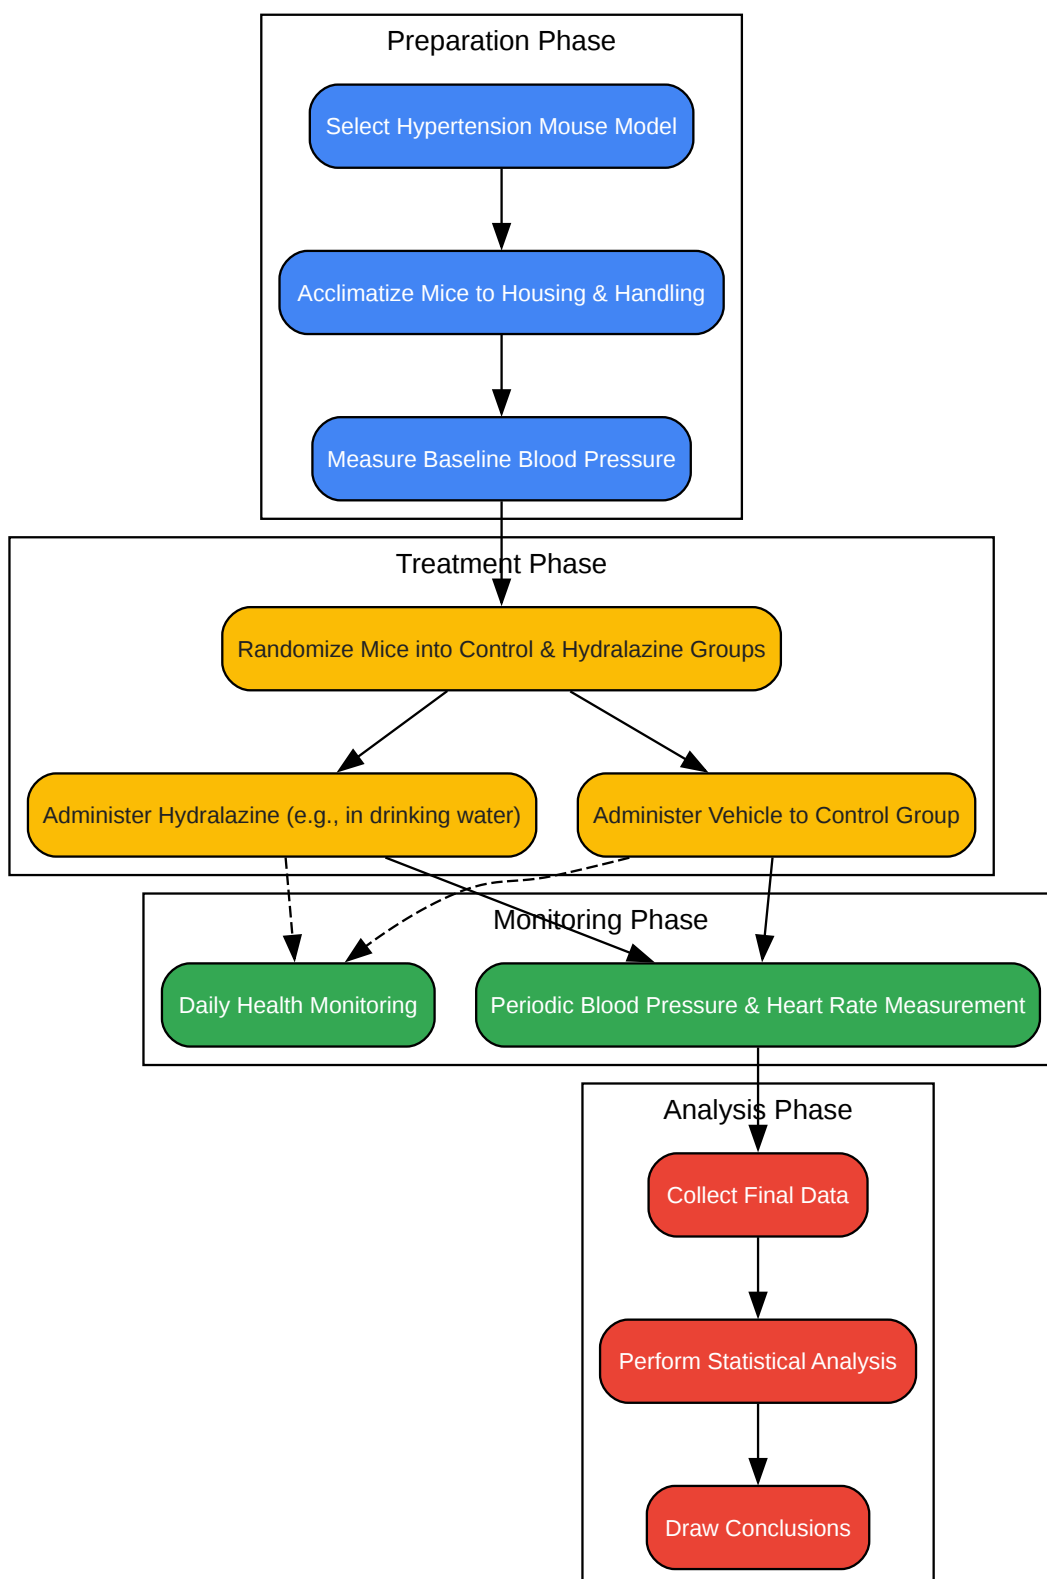 Preparation Phase
Select Hypertension Mouse Model
Acclimatize Mice to Housing & Handling
Measure Baseline Blood Pressure
Treatment Phase
Randomize Mice into Control & Hydralazine Groups
Administer Hydralazine (e.g., in drinking water)
Administer Vehicle to Control Group
Monitoring Phase
Daily Health Monitoring
Periodic Blood Pressure & Heart Rate Measurement
Analysis Phase
Collect Final Data
Perform Statistical Analysis
Draw Conclusions